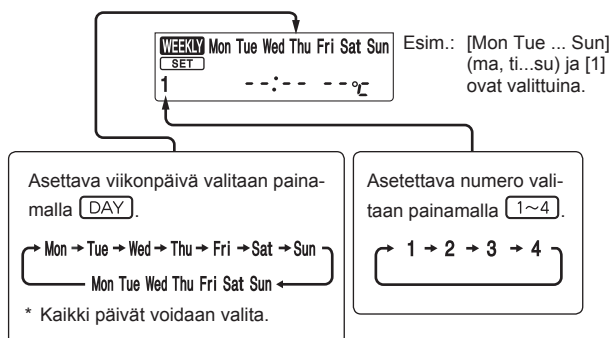 WEEKLY Mon Tue Wed Thu Fri Sat Sun
SET
1 --:-- --℃
Esim.: [Mon Tue ... Sun]
(ma, ti...su) ja [1]
ovat valittuina.
Asettava viikonpäivä valitaan paina-
malla DAY.
Mon → Tue → Wed → Thu → Fri → Sat → Sun
Mon Tue Wed Thu Fri Sat Sun
* Kaikki päivät voidaan valita.
Asetettava numero vali-
taan painamalla 1~4.
1 → 2 → 3 → 4